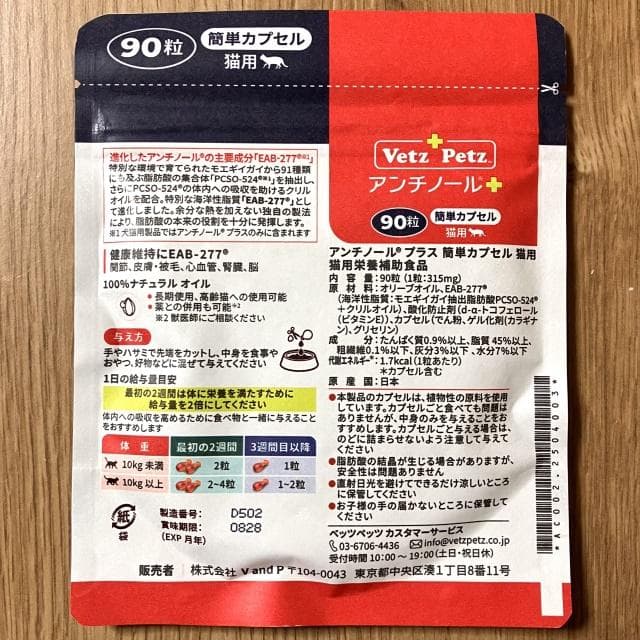 90粒
簡単カプセル
猫用
進化したアンチノール®の主要成分「EAB-277®※1」
特別な環境で育てられたモエギイガイから91種類
にも及ぶ脂肪酸の集合体「PCSO-524®※1」を抽出し、
さらにPCSO-524®の体内への吸収を助けるクリル
オイルを配合。特別な海洋性脂質「EAB-277®」とし
て進化しました。余分な熱を加えない独自の製法
により、脂肪酸の本来の役割を十分に発揮します。
※1 犬猫用製品ではアンチノール® プラスのみに含まれます
健康維持にEAB-277®
関節、皮膚・被毛、心血管、腎臓、脳
100%ナチュラル オイル
• 長期使用、高齢猫への使用可能
• 薬との併用も可能※2
※2 獣医師にご相談ください
与え方
手やハサミで先端をカットし、中身を食事や
おやつ、好物などに混ぜて与えてください
1日の給与量目安
最初の2週間は体に栄養を満たすために
給与量を2倍にしてください
体内への吸収を高めるために食べ物と一緒に与えること
をおすすめします
体 重 最初の2週間 3週間目以降
10kg 未満 2粒 1粒
10kg 以上 2~4粒 1~2粒
紙
袋
製造番号: D502
賞味期限: 0828
(EXP 月年)
Vetz Petz
アンチノール+
90粒
簡単カプセル
猫用
アンチノール® プラス 簡単カプセル 猫用
猫用栄養補助食品
内 容 量:90粒 (1粒:315mg)
原 材 料:オリーブオイル、EAB-277®
(海洋性脂質:モエギイガイ抽出脂肪酸PCSO-524®
+クリルオイル)、酸化防止剤(d-α-トコフェロール
(ビタミンE))、カプセル(でん粉、ゲル化剤(カラギナ
ン)、グリセリン)
成 分:たんぱく質0.9%以上、脂質 45%以上、
粗繊維0.1%以下、灰分3%以下 、水分7%以下
代謝エネルギー*:1.7kcal(1粒あたり)
*カプセル含む
原 産 国:日本
●本製品のカプセルは、植物性の原料を使用
しています。カプセルごと食べても問題は
ありませんが、中身のみを与えることをお
すすめします。カプセルごと与える場合は、
のどに詰まらせないよう注意して与えて
ください
●脂肪酸の結晶が生じる場合がありますが、
安全性は問題ありません
●直射日光を避けてできるだけ涼しいところ
に保管してください
●お子様の手の届かないところに保管して
ください
ベッツペッツ カスタマーサービス
03-6706-4436 info@vetzpetz.co.jp
受付時間 10:00~19:00(土日・祝日休)
*AC002.2504003*
販売者 株式会社 V and P 〒104-0043 東京都中央区湊1丁目8番11号